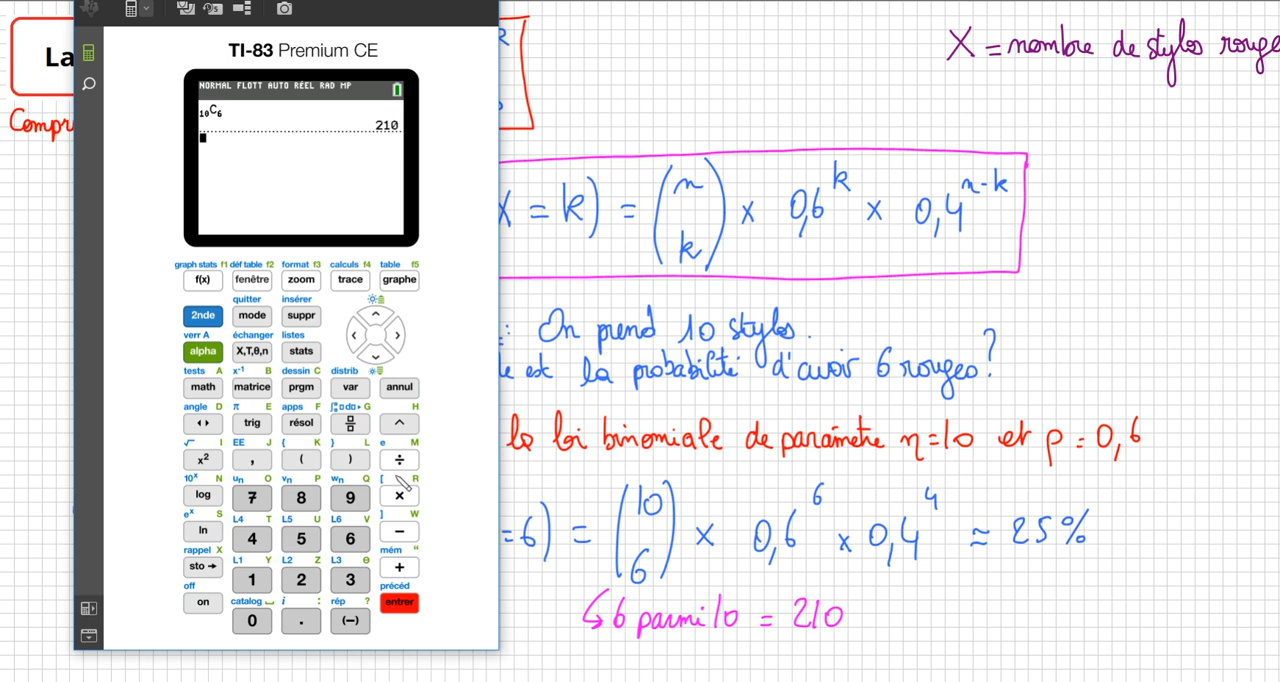 La
Compr
X = nombre de stylos rouge
TI-83 Premium CE
NORMAL FLOTT AUTO RÉEL RAD MP
10C6
210
graph stats f1 déf table f2 format f3 calculs f4 table f5
f(x) fenêtre zoom trace graphe
quitter insérer
2nde mode suppr
verr A échanger listes
alpha X,T,θ,n stats
tests A x⁻¹ B dessin C distrib
math matrice prgm var annul
angle D π E apps F G H
trig résol ^
√ I EE J { K } L e M
x² , ( ) ÷
10ˣ N un O vn P wn Q [ R
log 7 8 9 ×
eˣ S L4 T L5 U L6 V ] W
ln 4 5 6 −
rappel X L1 Y L2 Z L3 θ mém "
sto → 1 2 3 +
off catalog i : rép ? précéd
on 0 . (−) entrer
X = k) = (n k) × 0,6^k × 0,4^(n-k)
: On prend 10 stylos.
le est la probabilité d'avoir 6 rouges?
la loi binomiale de paramètre n=10 et p=0,6
=6) = (10 6) × 0,6^6 × 0,4^4 ≈ 25%
↳ 6 parmi 10 = 210